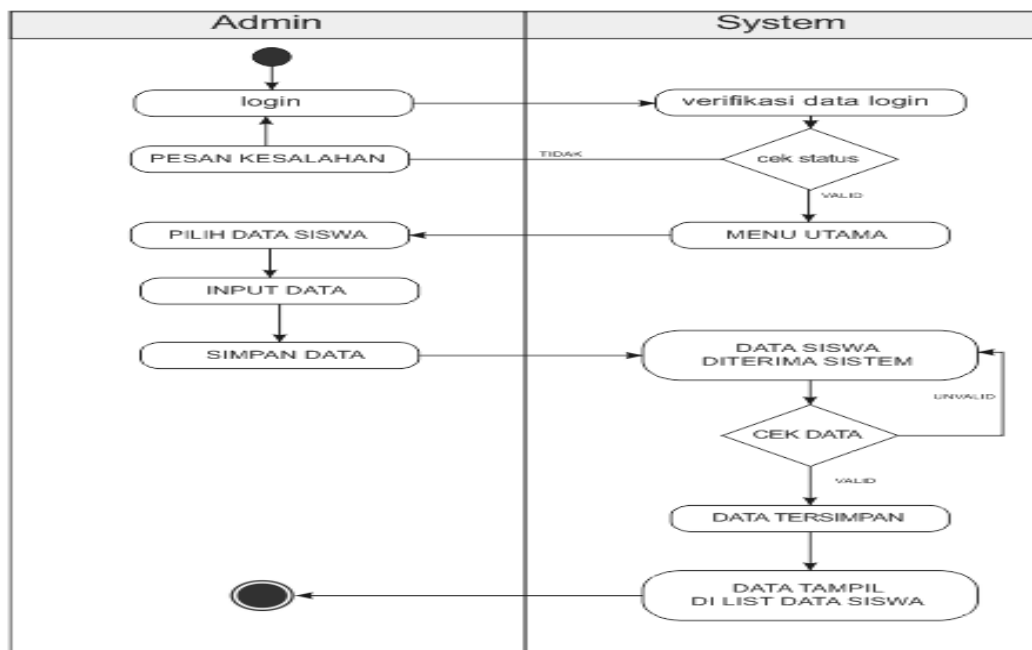 Admin
System
login
verifikasi data login
PESAN KESALAHAN
TIDAK
cek status
VALID
PILIH DATA SISWA
MENU UTAMA
INPUT DATA
SIMPAN DATA
DATA SISWA
DITERIMA SISTEM
UNVALID
CEK DATA
VALID
DATA TERSIMPAN
DATA TAMPIL
DI LIST DATA SISWA